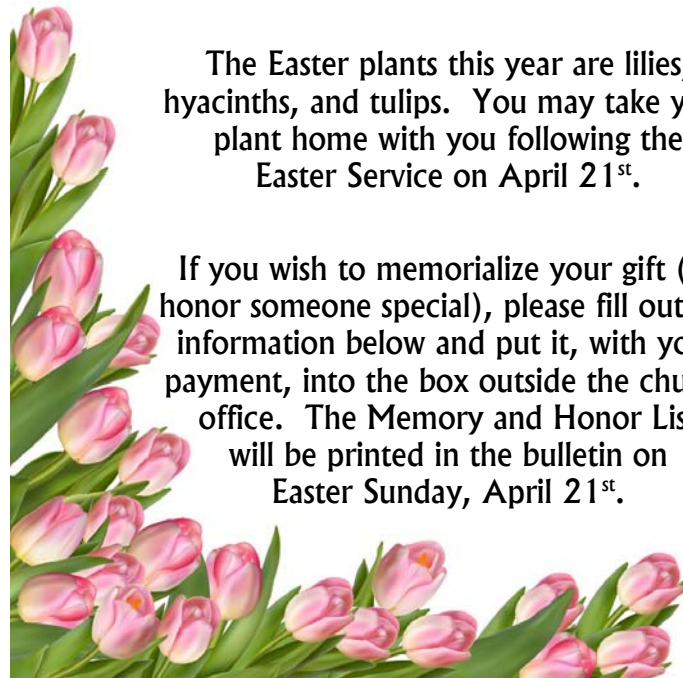 The Easter plants this year are lilies,
hyacinths, and tulips. You may take y
plant home with you following the
Easter Service on April 21st.
If you wish to memorialize your gift (
honor someone special), please fill out
information below and put it, with yo
payment, into the box outside the chu
office. The Memory and Honor Lis
will be printed in the bulletin on
Easter Sunday, April 21st.